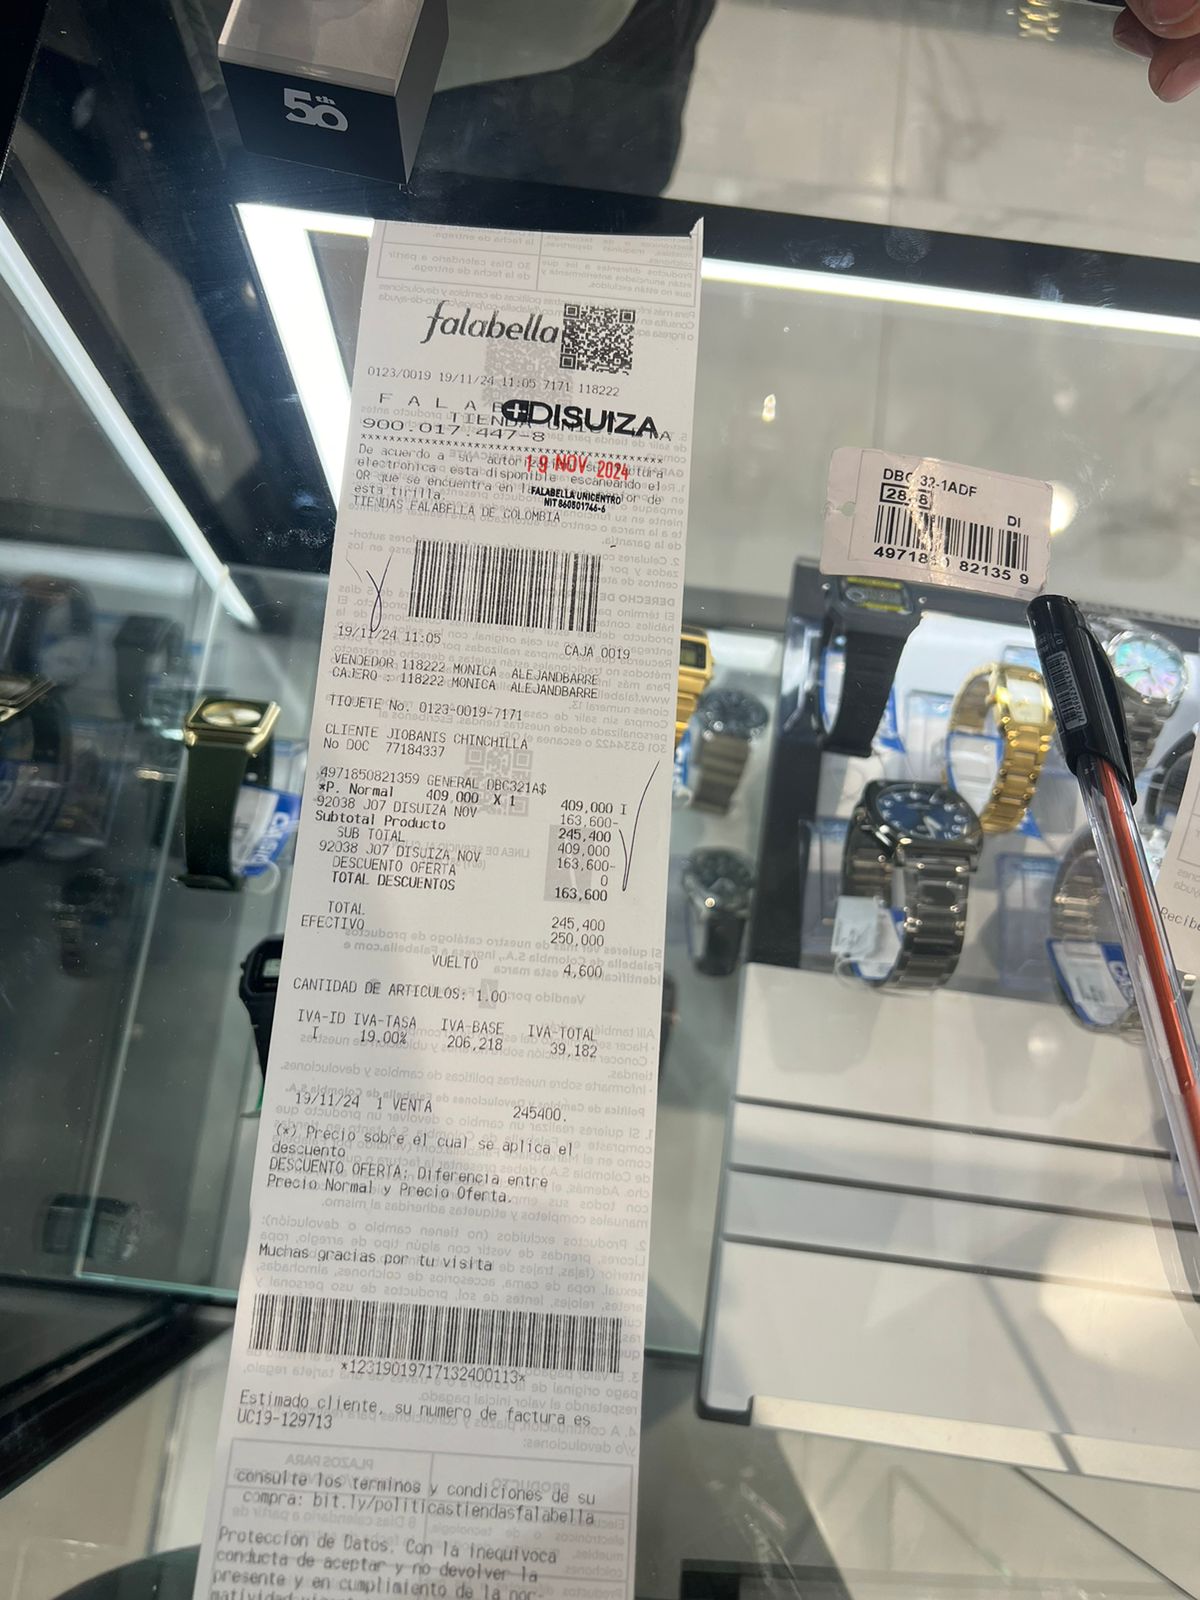 50th
falabella
0123/0019 19/11/24 11:05 7171 118222
DISUIZA
900.017.447-8
19 NOV 2024
FALABELLA UNICENTRO
NIT 860801746-6
De acuerdo a su
electronica esta disponible escaneando el
QR que se encuentra en la
esta tirilla.
TIENDAS FALABELLA DE COLOMBIA
19/11/24 11:05 CAJA 0019
VENDEDOR 118222 MONICA ALEJANDBARRE
CAJERO : 118222 MONICA ALEJANDBARRE
TIQUETE No. 0123-0019-7171
CLIENTE JIOBANIS CHINCHILLA
No DOC 77184337
4971850821359 GENERAL DBC321A$
*P. Normal 409,000 X 1 409,000 I
92038 J07 DISUIZA NOV 163,600-
Subtotal Producto 245,400
SUB TOTAL 409,000
92038 J07 DISUIZA NOV 163,600-
DESCUENTO OFERTA 0
TOTAL DESCUENTOS 163,600
TOTAL 245,400
EFECTIVO 250,000
VUELTO 4,600
CANTIDAD DE ARTICULOS: 1.00
IVA-ID IVA-TASA IVA-BASE IVA-TOTAL
I 19.00% 206,218 39,182
19/11/24 1 VENTA 245400.
(*) Precio sobre el cual se aplica el
descuento
DESCUENTO OFERTA: Diferencia entre
Precio Normal y Precio Oferta.
Muchas gracias por tu visita
*12319019717132400113*
Estimado cliente, su numero de factura es
UC19-129713
consulte los terminos y condiciones de su
compra: bit.ly/politicastiendasfalabella
Proteccion de Datos. Con la inequivoca
conducta de aceptar y no devolver la
presente y en cumplimiento de la nor-
DBC 32-1ADF
DI
82135 9
CASIO
Recibe